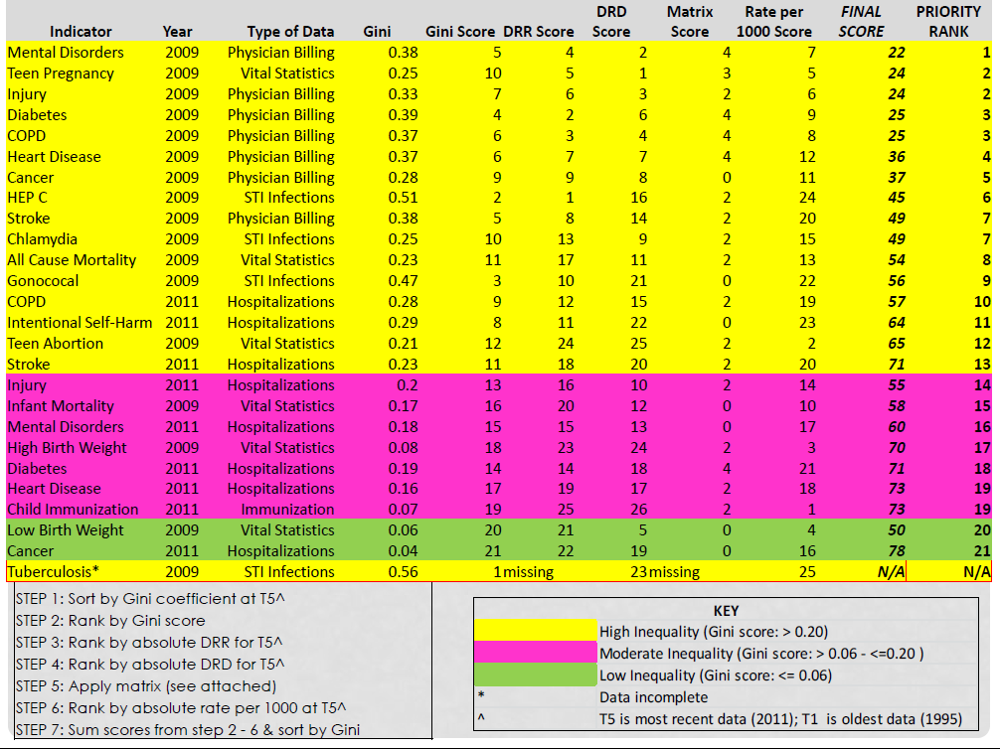 DRD Matrix Rate per FINAL PRIORITY
Indicator Year Type of Data Gini Gini Score DRR Score Score Score 1000 Score SCORE RANK
Mental Disorders 2009 Physician Billing 0.38 5 4 2 4 7 22 1
Teen Pregnancy 2009 Vital Statistics 0.25 10 5 1 3 5 24 2
Injury 2009 Physician Billing 0.33 7 6 3 2 6 24 2
Diabetes 2009 Physician Billing 0.39 4 2 6 4 9 25 3
COPD 2009 Physician Billing 0.37 6 3 4 4 8 25 3
Heart Disease 2009 Physician Billing 0.37 6 7 7 4 12 36 4
Cancer 2009 Physician Billing 0.28 9 9 8 0 11 37 5
HEP C 2009 STI Infections 0.51 2 1 16 2 24 45 6
Stroke 2009 Physician Billing 0.38 5 8 14 2 20 49 7
Chlamydia 2009 STI Infections 0.25 10 13 9 2 15 49 7
All Cause Mortality 2009 Vital Statistics 0.23 11 17 11 2 13 54 8
Gonococal 2009 STI Infections 0.47 3 10 21 0 22 56 9
COPD 2011 Hospitalizations 0.28 9 12 15 2 19 57 10
Intentional Self-Harm 2011 Hospitalizations 0.29 8 11 22 0 23 64 11
Teen Abortion 2009 Vital Statistics 0.21 12 24 25 2 2 65 12
Stroke 2011 Hospitalizations 0.23 11 18 20 2 20 71 13
Injury 2011 Hospitalizations 0.2 13 16 10 2 14 55 14
Infant Mortality 2009 Vital Statistics 0.17 16 20 12 0 10 58 15
Mental Disorders 2011 Hospitalizations 0.18 15 15 13 0 17 60 16
High Birth Weight 2009 Vital Statistics 0.08 18 23 24 2 3 70 17
Diabetes 2011 Hospitalizations 0.19 14 14 18 4 21 71 18
Heart Disease 2011 Hospitalizations 0.16 17 19 17 2 18 73 19
Child Immunization 2011 Immunization 0.07 19 25 26 2 1 73 19
Low Birth Weight 2009 Vital Statistics 0.06 20 21 5 0 4 50 20
Cancer 2011 Hospitalizations 0.04 21 22 19 0 16 78 21
Tuberculosis* 2009 STI Infections 0.56 1 missing 23 missing 25 N/A N/A
STEP 1: Sort by Gini coefficient at T5^
STEP 2: Rank by Gini score
STEP 3: Rank by absolute DRR for T5^
STEP 4: Rank by absolute DRD for T5^
STEP 5: Apply matrix (see attached)
STEP 6: Rank by absolute rate per 1000 at T5^
STEP 7: Sum scores from step 2 - 6 & sort by Gini
KEY
High Inequality (Gini score: > 0.20)
Moderate Inequality (Gini score: > 0.06 - <=0.20 )
Low Inequality (Gini score: <= 0.06)
* Data incomplete
^ T5 is most recent data (2011); T1 is oldest data (1995)